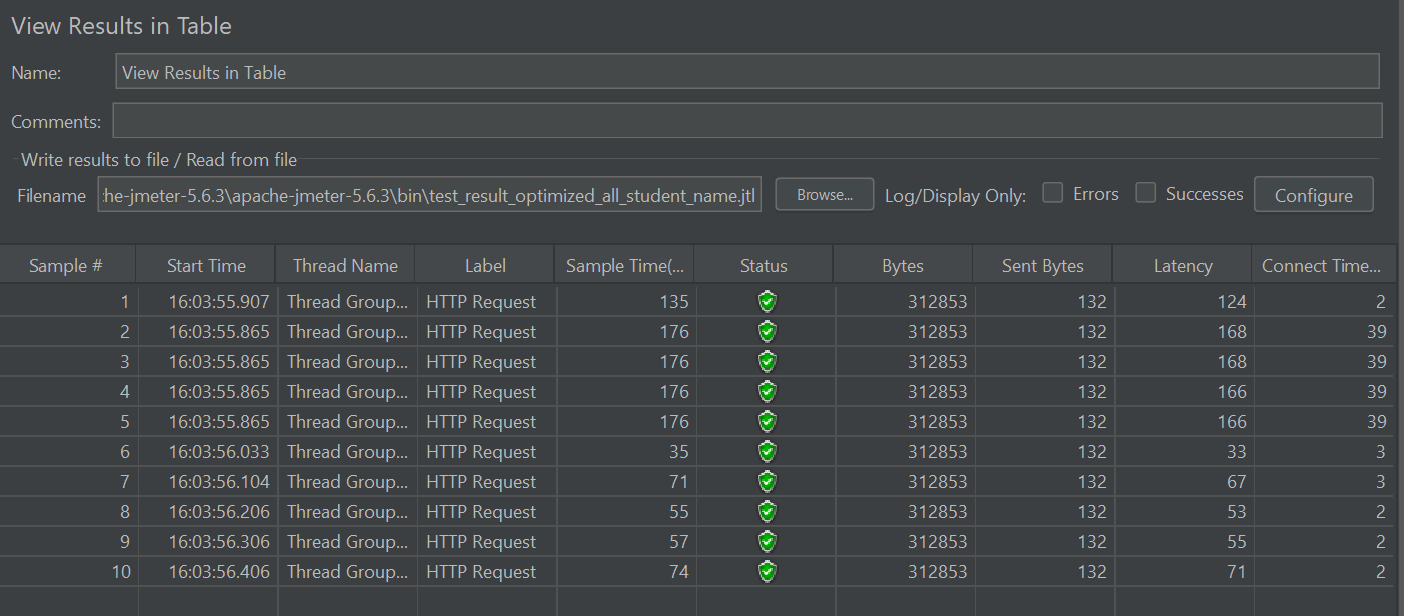 View Results in Table
Name: View Results in Table
Comments:
Write results to file / Read from file
Filename :he-jmeter-5.6.3\apache-jmeter-5.6.3\bin\test_result_optimized_all_student_name.jtl Browse... Log/Display Only: Errors Successes Configure
Sample # Start Time Thread Name Label Sample Time(... Status Bytes Sent Bytes Latency Connect Time...
1 16:03:55.907 Thread Group... HTTP Request 135 312853 132 124 2
2 16:03:55.865 Thread Group... HTTP Request 176 312853 132 168 39
3 16:03:55.865 Thread Group... HTTP Request 176 312853 132 168 39
4 16:03:55.865 Thread Group... HTTP Request 176 312853 132 166 39
5 16:03:55.865 Thread Group... HTTP Request 176 312853 132 166 39
6 16:03:56.033 Thread Group... HTTP Request 35 312853 132 33 3
7 16:03:56.104 Thread Group... HTTP Request 71 312853 132 67 3
8 16:03:56.206 Thread Group... HTTP Request 55 312853 132 53 2
9 16:03:56.306 Thread Group... HTTP Request 57 312853 132 55 2
10 16:03:56.406 Thread Group... HTTP Request 74 312853 132 71 2